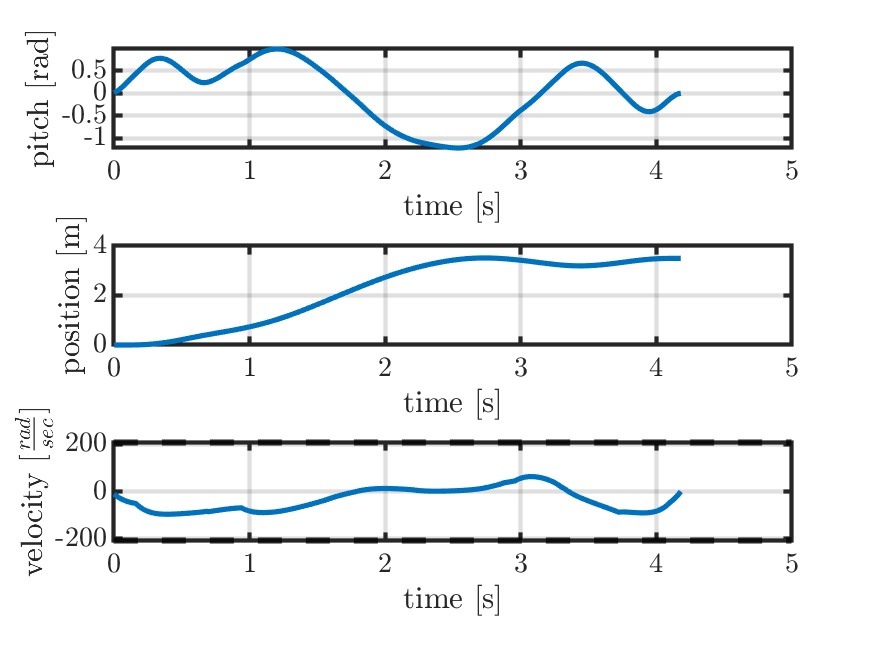 pitch [rad]
0.5
0
-0.5
-1
0 1 2 3 4 5
time [s]
position [m]
4
2
0
0 1 2 3 4 5
time [s]
velocity [rad/sec]
200
0
-200
0 1 2 3 4 5
time [s]